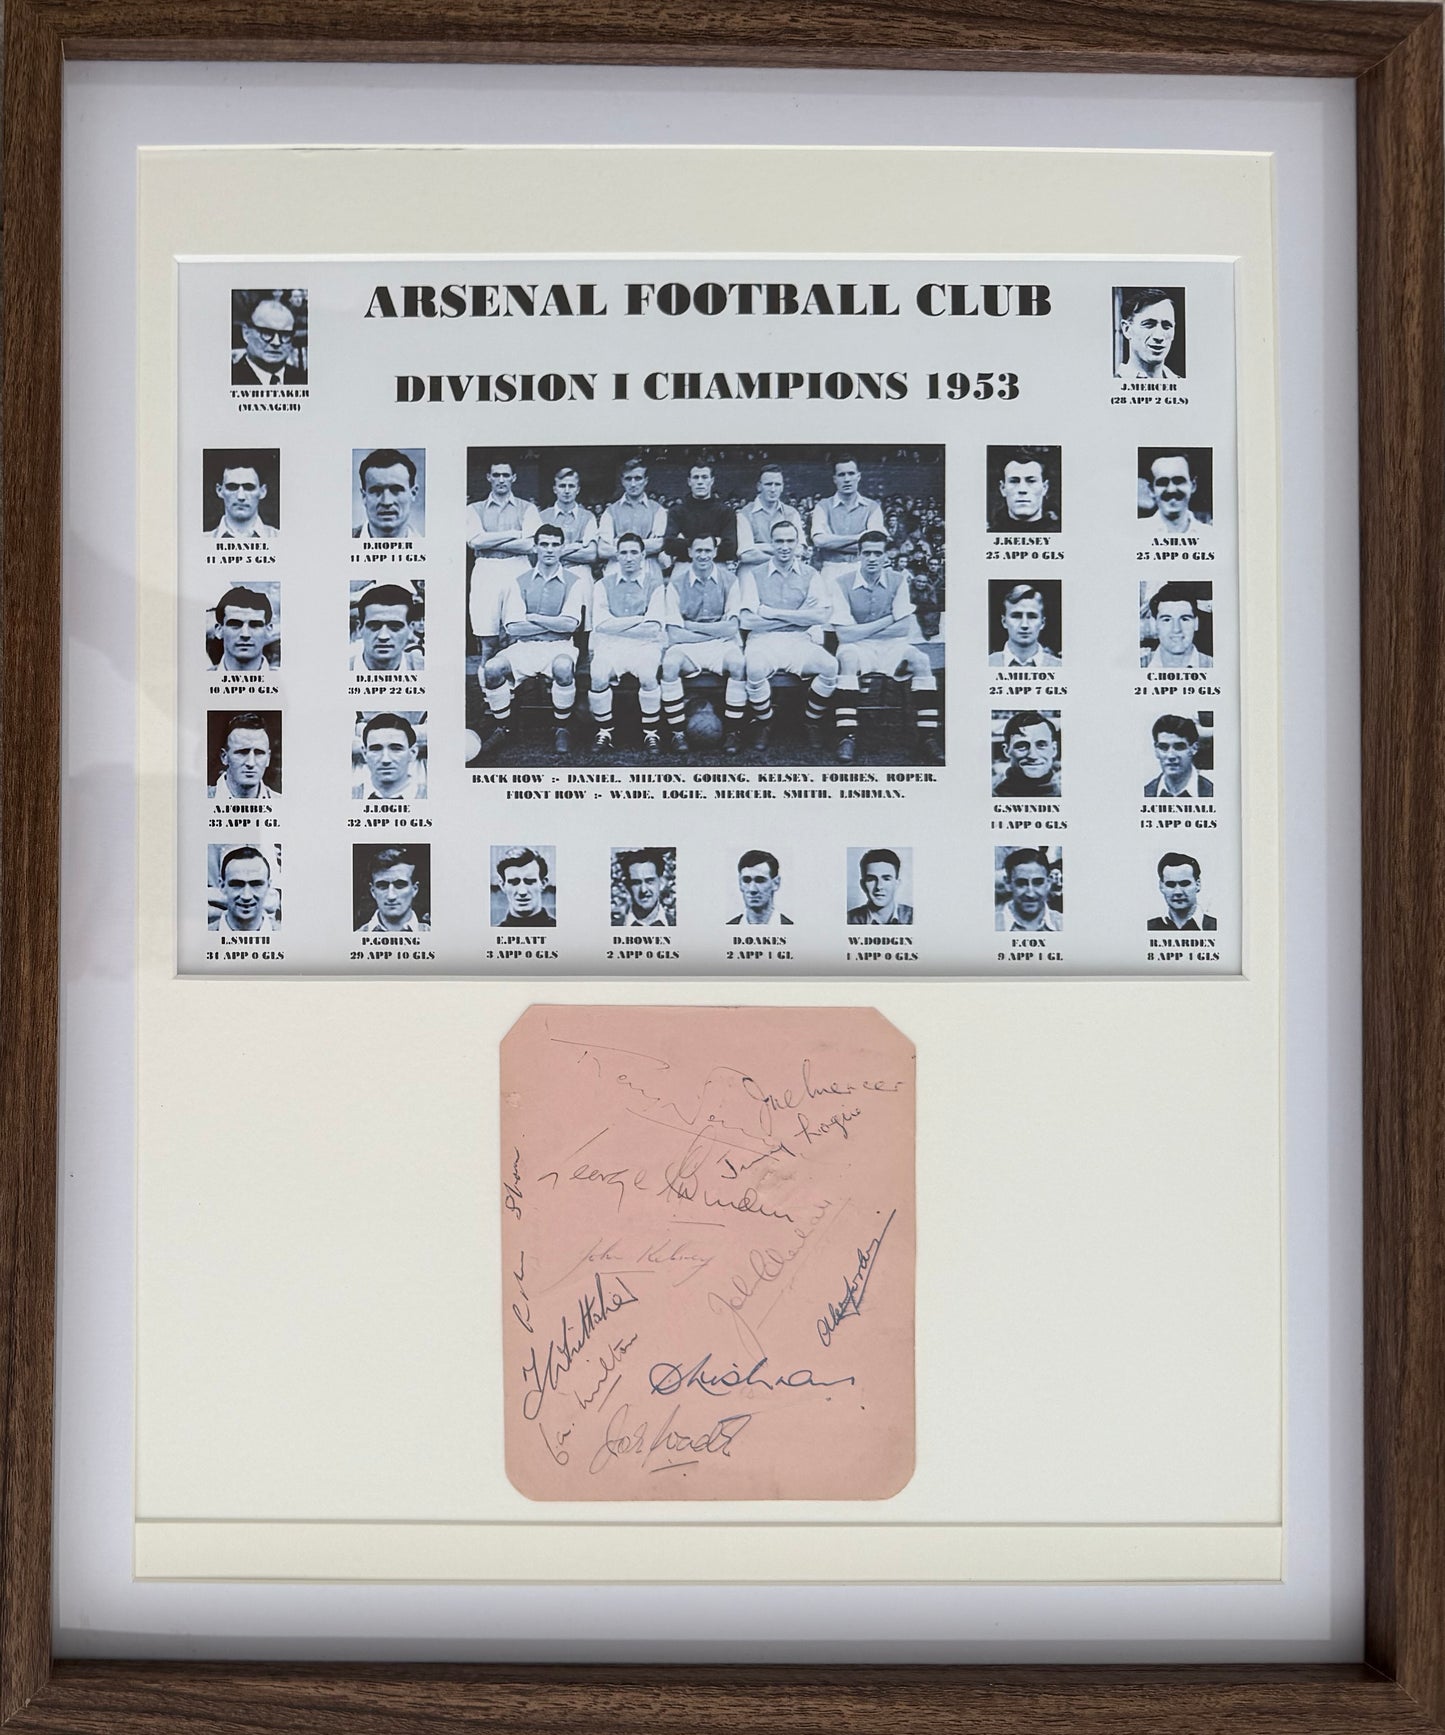 ARSENAL FOOTBALL CLUB
DIVISION I CHAMPIONS 1953
T.WHITTAKER
(MANAGER)
J.MERCER
(28 APP 2 GLS)
R.DANIEL
41 APP 5 GLS
D.ROPER
41 APP 14 GLS
J.KELSEY
25 APP 0 GLS
A.SHAW
25 APP 0 GLS
J.WADE
40 APP 0 GLS
D.LISHMAN
39 APP 22 GLS
A.MILTON
25 APP 7 GLS
C.HOLTON
21 APP 19 GLS
BACK ROW :- DANIEL. MILTON. GORING. KELSEY. FORBES. ROPER.
FRONT ROW :- WADE. LOGIE. MERCER. SMITH. LISHMAN.
A.FORBES
33 APP 1 GL
J.LOGIE
32 APP 10 GLS
G.SWINDIN
14 APP 0 GLS
J.CHENHALL
13 APP 0 GLS
L.SMITH
31 APP 0 GLS
P.GORING
29 APP 10 GLS
E.PLATT
3 APP 0 GLS
D.BOWEN
2 APP 0 GLS
D.OAKES
2 APP 1 GL
W.DODGIN
1 APP 0 GLS
F.COX
9 APP 1 GL
R.MARDEN
8 APP 4 GLS
Joe Mercer
Jimmy Logie
George Swindin
John Kelsey
Alex Forbes
T Whittaker
Milton
D Lishman
Joe Wade